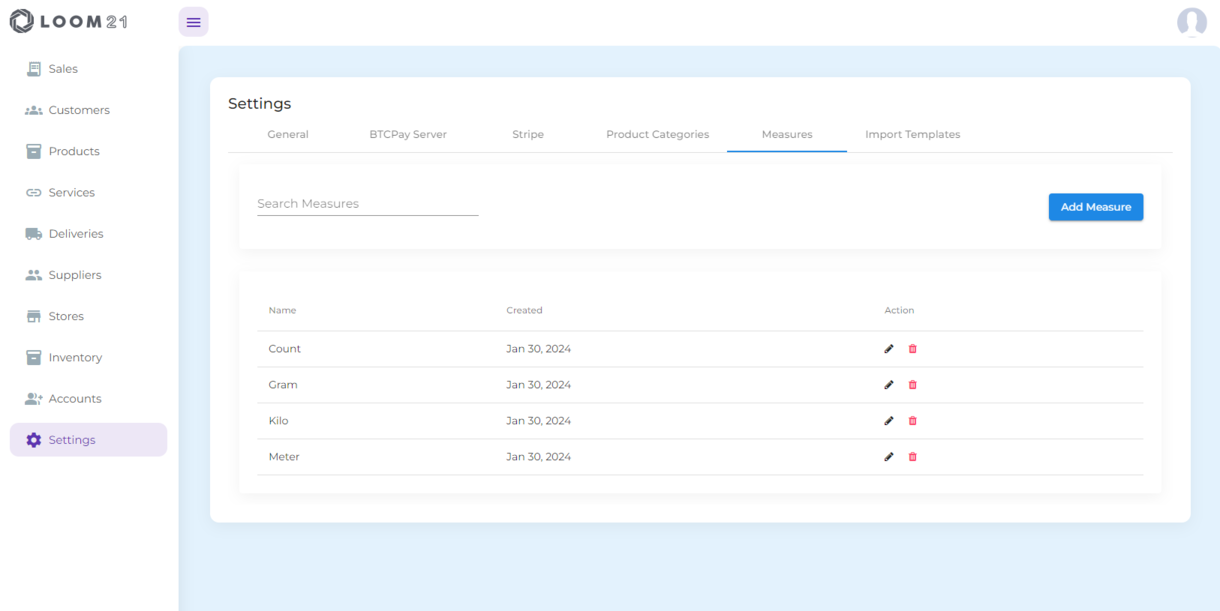 LOOM21
Sales
Customers
Products
Services
Deliveries
Suppliers
Stores
Inventory
Accounts
Settings
Settings
General BTCPay Server Stripe Product Categories Measures Import Templates
Search Measures
Add Measure
Name Created Action
Count Jan 30, 2024
Gram Jan 30, 2024
Kilo Jan 30, 2024
Meter Jan 30, 2024